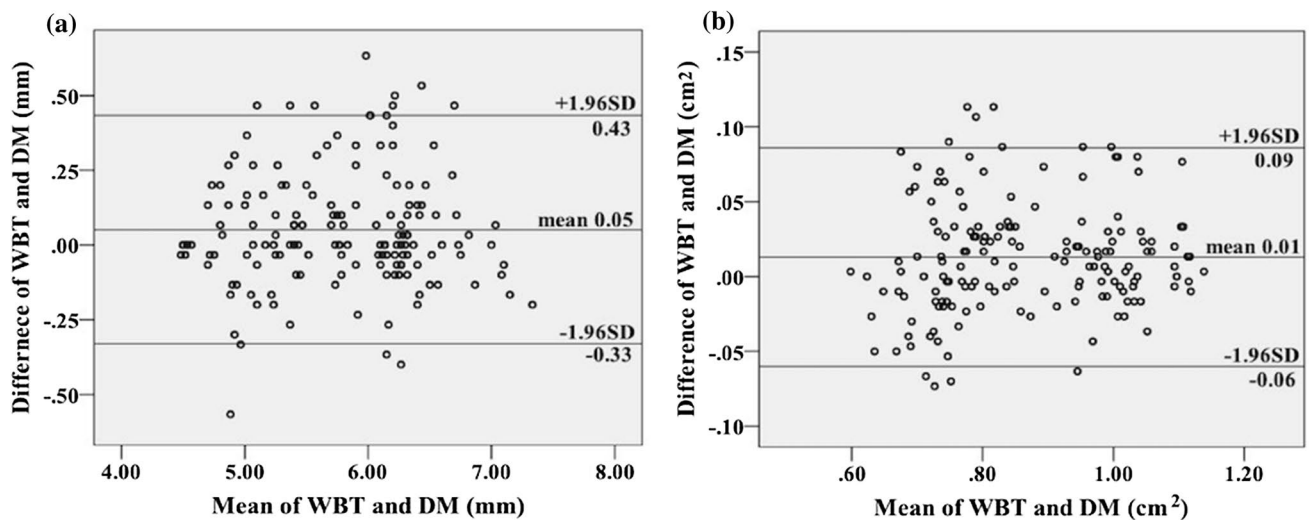 (a)
Differnece of WBT and DM (mm)
.50
.25
.00
-.25
-.50
+1.96SD
0.43
mean 0.05
-1.96SD
-0.33
4.00 5.00 6.00 7.00 8.00
Mean of WBT and DM (mm)
(b)
Difference of WBT and DM (cm2)
.15
.10
.05
.00
-.05
-.10
+1.96SD
0.09
mean 0.01
-1.96SD
-0.06
.60 .80 1.00 1.20
Mean of WBT and DM (cm²)